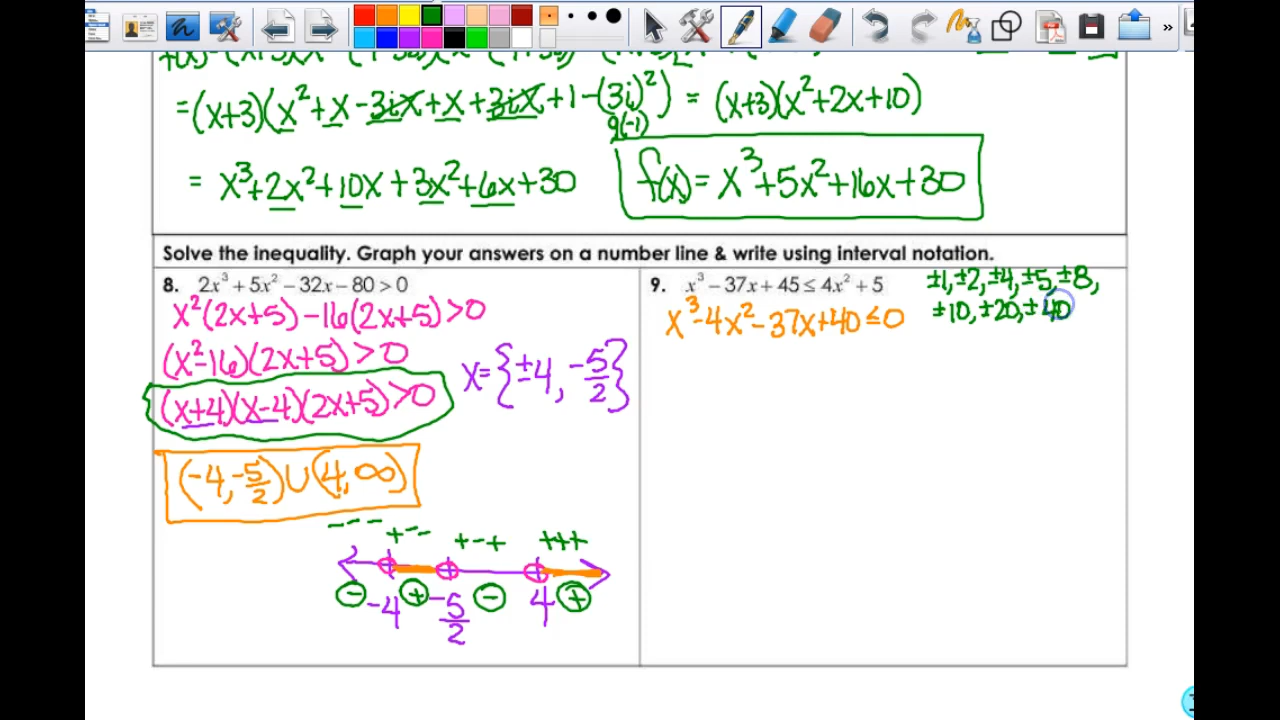 = (x+3)(x² + x - 3ix + x + 3ix + 1 - (3i)²) = (x+3)(x²+2x+10)
9(-1)
= x³+2x²+10x+3x²+6x+30
f(x) = x³+5x²+16x+30
Solve the inequality. Graph your answers on a number line & write using interval notation.
8. 2x³ + 5x² - 32x - 80 > 0
x²(2x+5) - 16(2x+5) > 0
(x²-16)(2x+5) > 0
(x+4)(x-4)(2x+5) > 0
x = {±4, -5/2}
(-4, -5/2) ∪ (4, ∞)
--- +-- +-+ +++
- -4 + -5/2 - 4 +
9. x³ - 37x + 45 ≤ 4x² + 5
±1, ±2, ±4, ±5, ±8,
±10, ±20, ±40
x³-4x²-37x+40 ≤ 0